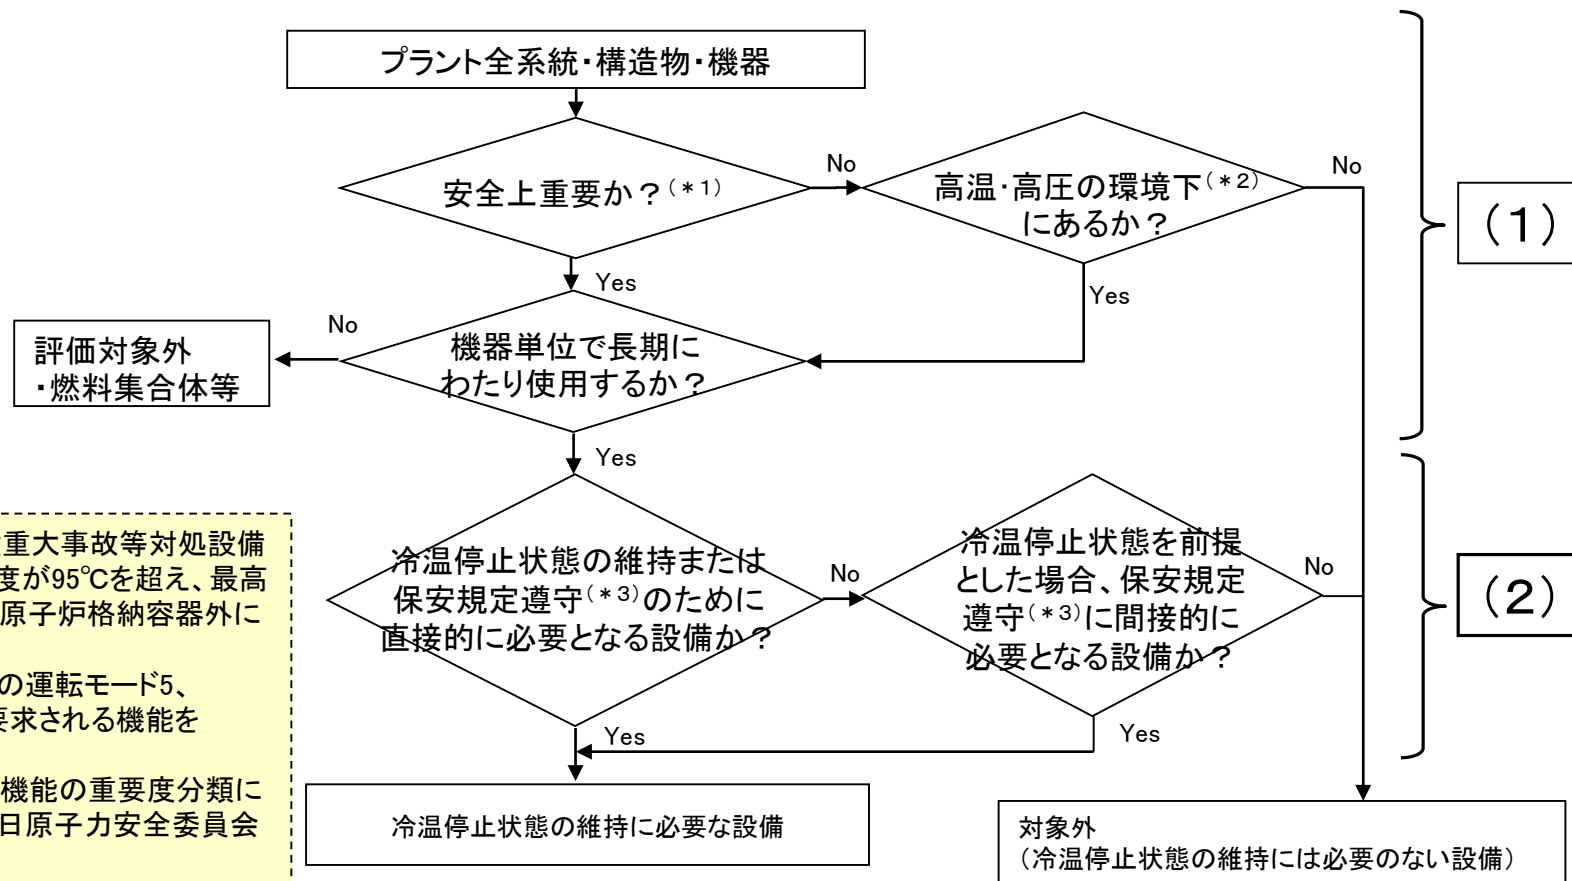 プラント全系統・構造物・機器
安全上重要か？(＊1)
No
高温・高圧の環境下(＊2)
にあるか？
No
(1)
Yes
Yes
機器単位で長期に
わたり使用するか？
No
評価対象外
・燃料集合体等
Yes
冷温停止状態の維持または
保安規定遵守(＊3)のために
直接的に必要となる設備か？
No
冷温停止状態を前提
とした場合、保安規定
遵守(＊3)に間接的に
必要となる設備か？
No
(2)
Yes
Yes
重大事故等対処設備
度が95℃を超え、最高
原子炉格納容器外に
の運転モード5、
要求される機能を
機能の重要度分類に
日原子力安全委員会
冷温停止状態の維持に必要な設備
対象外
（冷温停止状態の維持には必要のない設備）